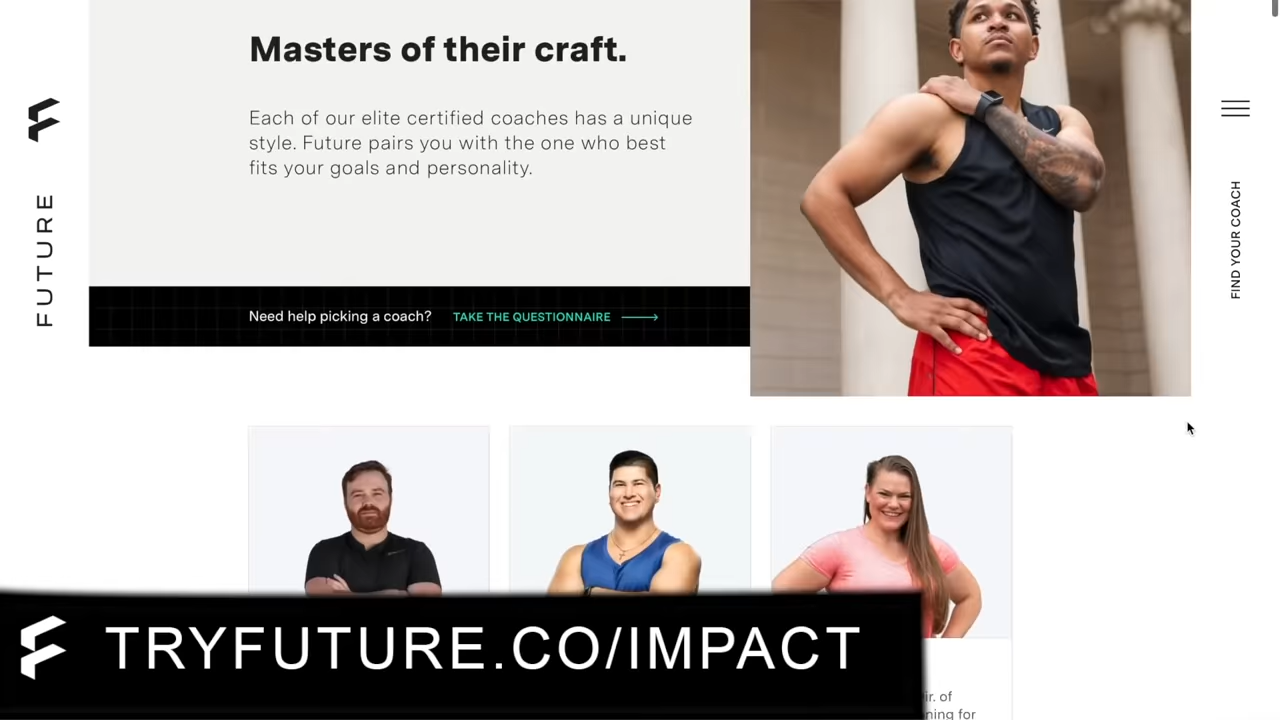 Masters of their craft.
Each of our elite certified coaches has a unique
style. Future pairs you with the one who best
fits your goals and personality.
FUTURE
FIND YOUR COACH
Need help picking a coach? TAKE THE QUESTIONNAIRE
TRYFUTURE.CO/IMPACT
of
for